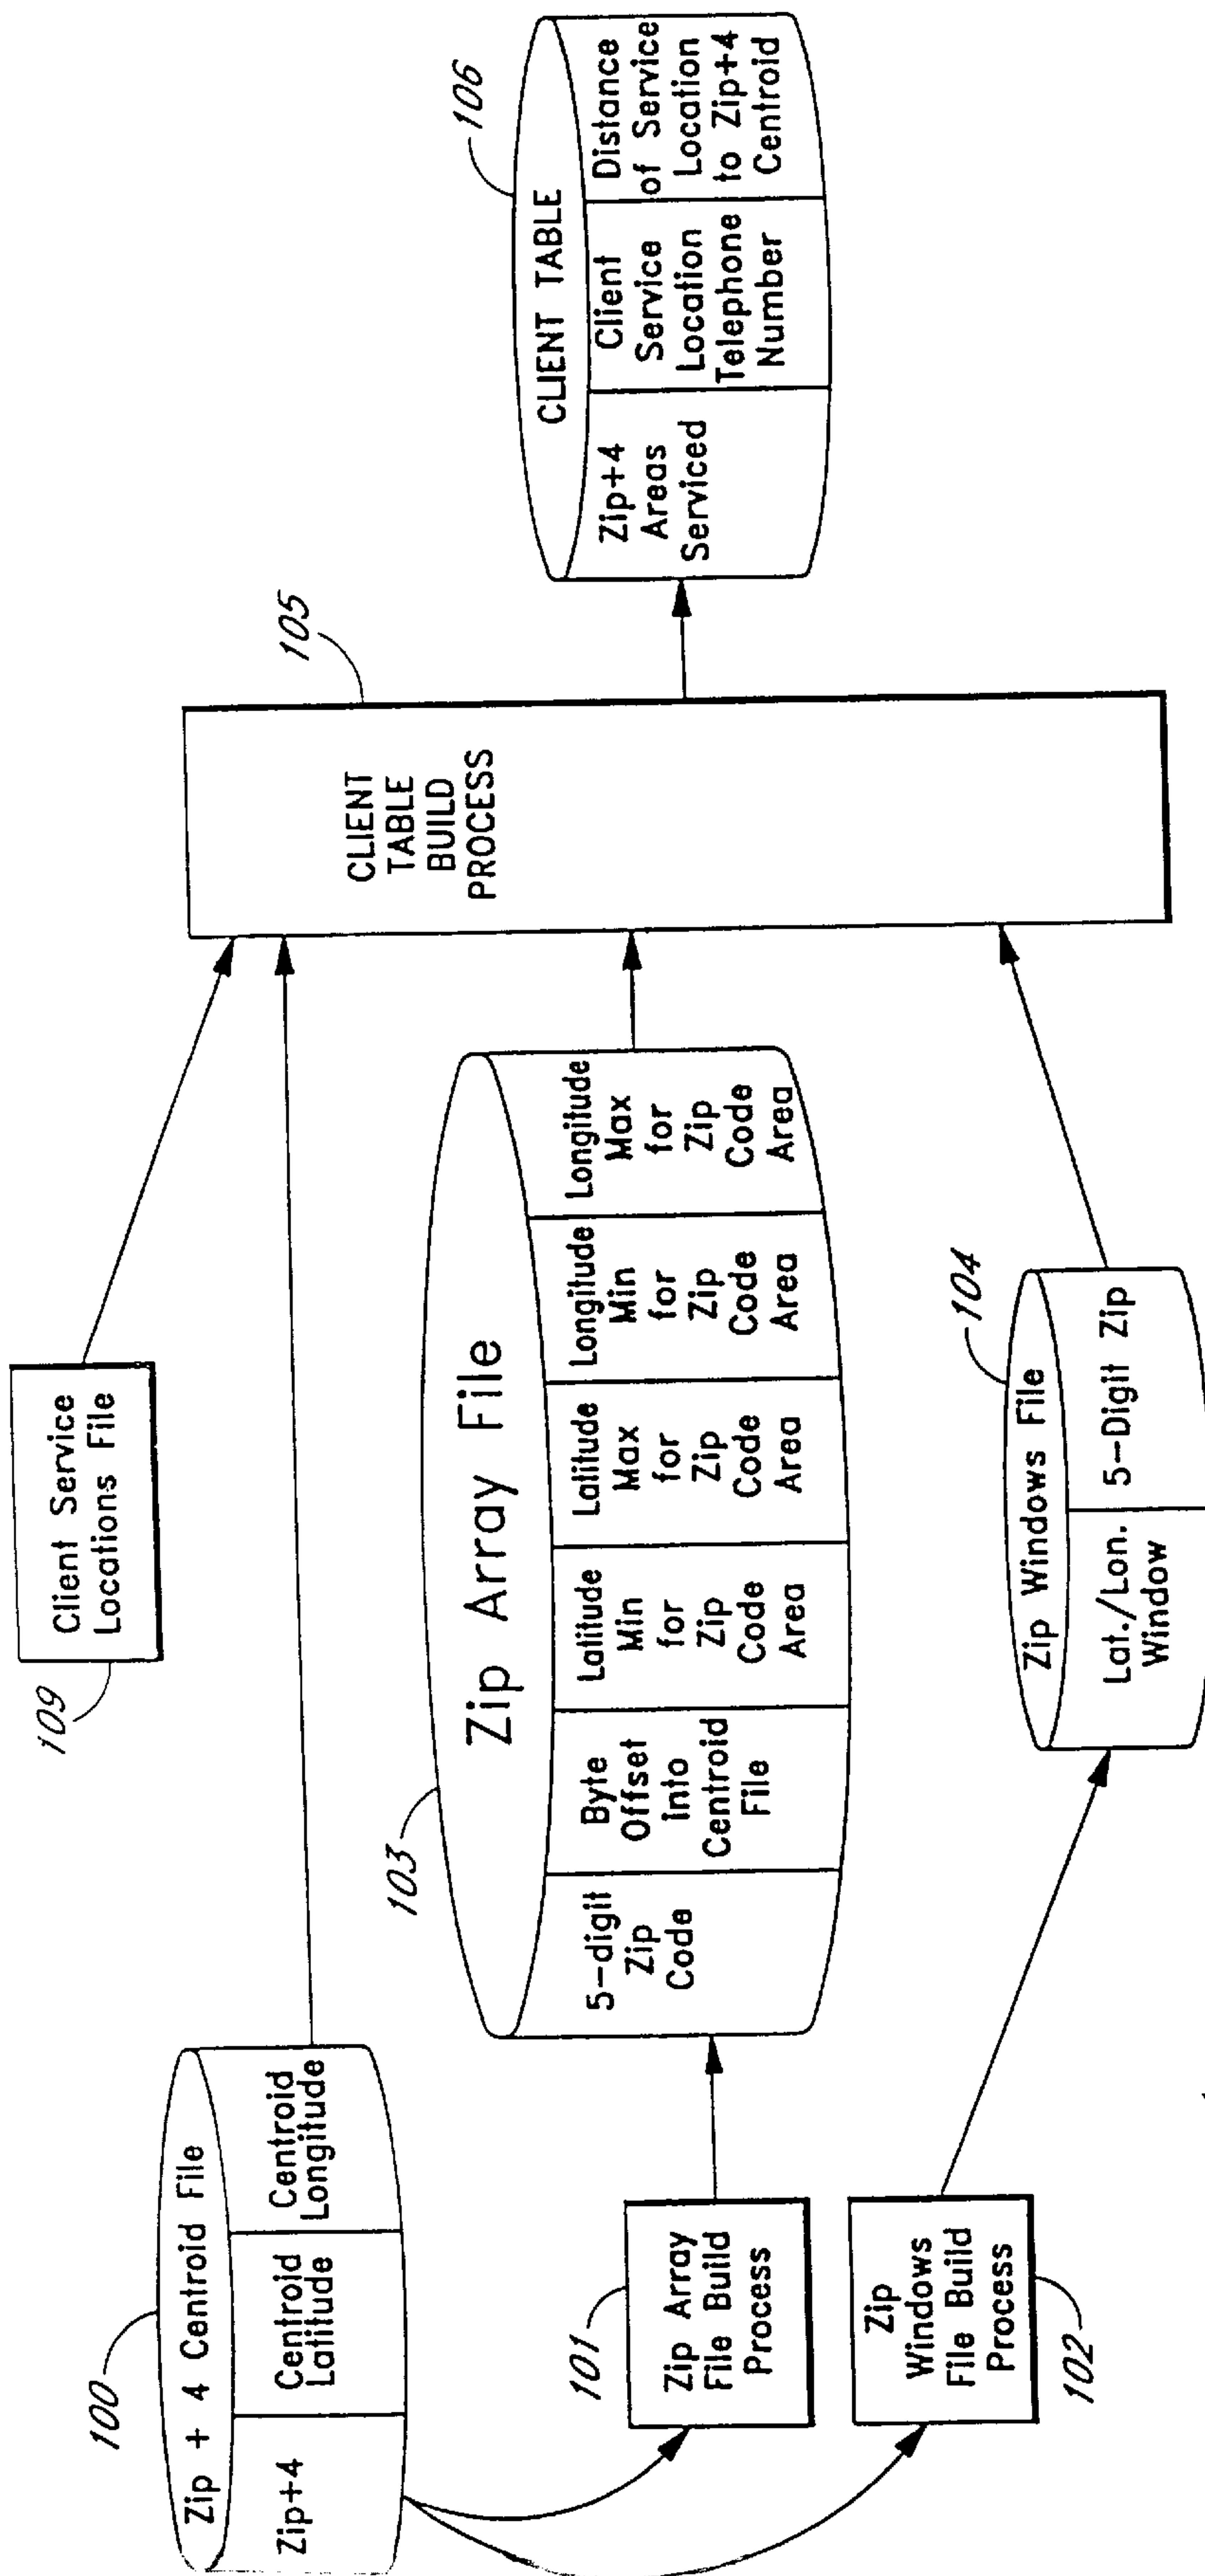 109
Client Service
Locations File
100
Zip + 4 Centroid File
Zip+4
Centroid
Latitude
Centroid
Longitude
101
Zip Array
File Build
Process
Zip
Windows
File Build
Process
102
103
Zip Array File
5-digit
Zip
Code
Byte
Offset
into
Centroid
File
Latitude
Min
for
Zip
Code
Area
Latitude
Max
for
Zip
Code
Area
Longitude
Min
for
Zip
Code
Area
Longitude
Max
for
Zip
Code
Area
104
Zip Windows File
Lat./Lon.
Window
5-Digit Zip
105
CLIENT
TABLE
BUILD
PROCESS
106
CLIENT TABLE
Zip+4
Areas
Serviced
Client
Service
Location
Telephone
Number
Distance
of Service
Location
to Zip+4
Centroid